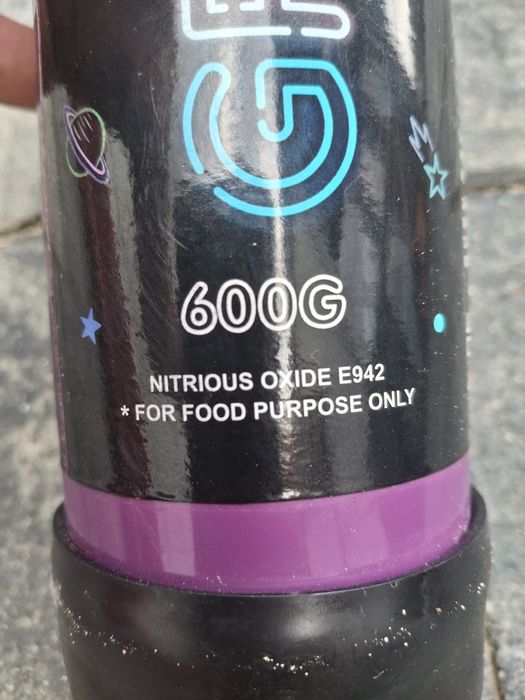 600G
NITRIOUS OXIDE E942
* FOR FOOD PURPOSE ONLY